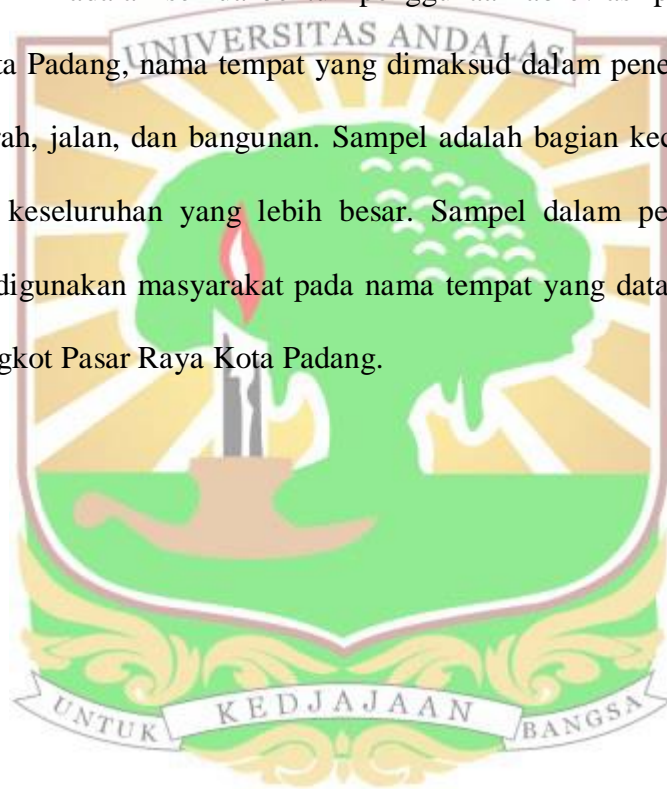 UNIVERSITAS ANDALAS
ta Padang, nama tempat yang dimaksud dalam pene
ah, jalan, dan bangunan. Sampel adalah bagian kec
keseluruhan yang lebih besar. Sampel dalam pe
digunakan masyarakat pada nama tempat yang data
gkot Pasar Raya Kota Padang.
UNTUK KEDJAJAAN BANGSA